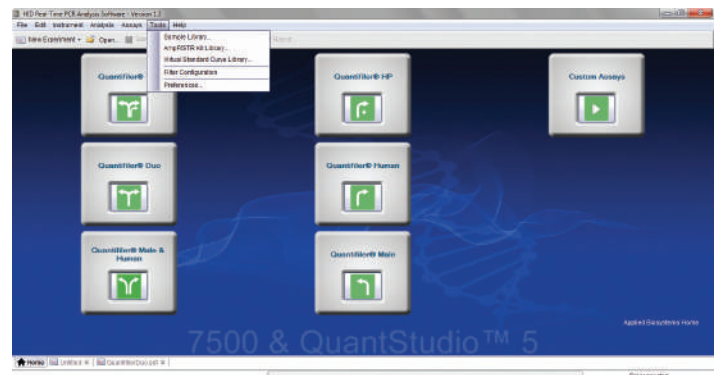 HID Real-Time PCR Analysis Software - Version 1.3
File Edit Instrument Analysis Assays Tools Help
New Experiment Open...
Sample Library...
AmpFlSTR Kit Library...
Virtual Standard Curve Library...
Filter Configuration
Preferences...
Quantifiler®
Quantifiler® HP
Custom Assays
Quantifiler® Duo
Quantifiler® Human
Quantifiler® Male &
Human
Quantifiler® Male
Applied Biosystems Home
7500 & QuantStudio™ 5
Home Untitled QuantifilerDuo.sdt